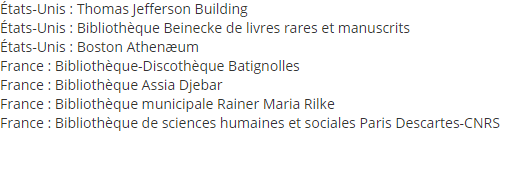 États-Unis : Thomas Jefferson Building
États-Unis : Bibliothèque Beinecke de livres rares et manuscrits
États-Unis : Boston Athenæum
France : Bibliothèque-Discothèque Batignolles
France : Bibliothèque Assia Djebar
France : Bibliothèque municipale Rainer Maria Rilke
France : Bibliothèque de sciences humaines et sociales Paris Descartes-CNRS